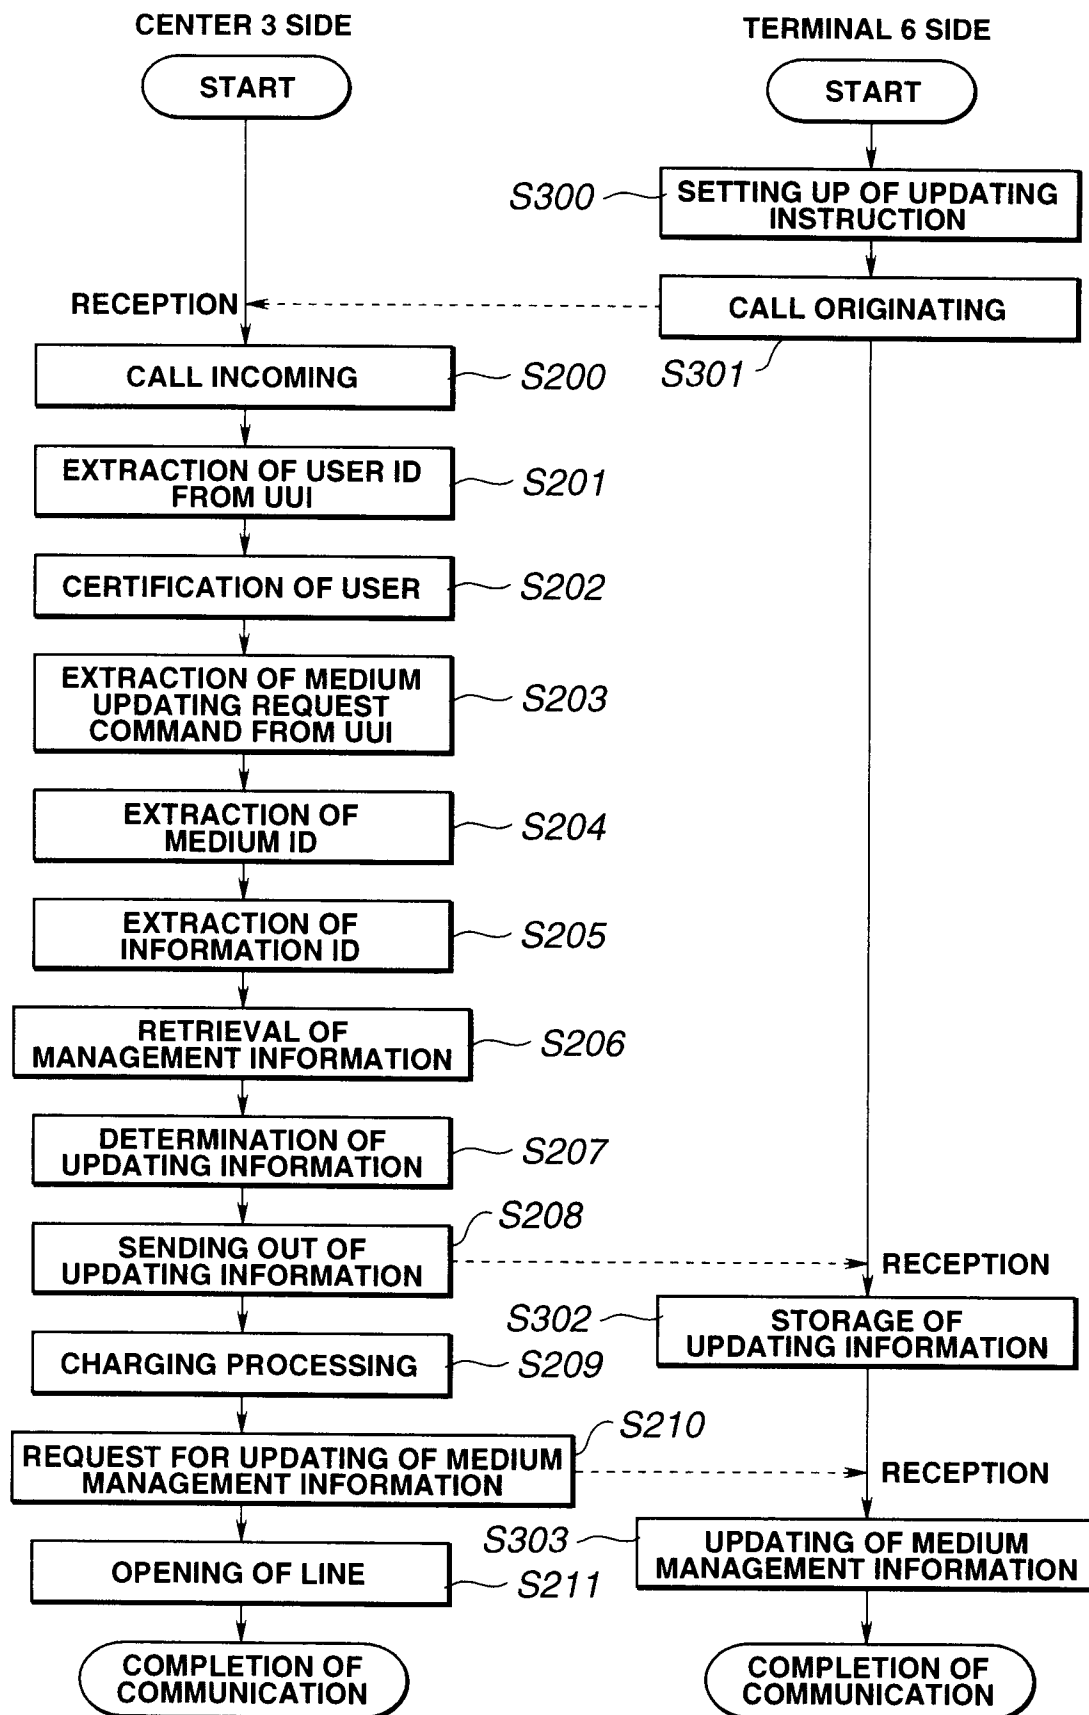 CENTER 3 SIDE
TERMINAL 6 SIDE
START
START
S300
SETTING UP OF UPDATING
INSTRUCTION
RECEPTION
CALL ORIGINATING
S301
CALL INCOMING
S200
EXTRACTION OF USER ID
FROM UUI
S201
CERTIFICATION OF USER
S202
EXTRACTION OF MEDIUM
UPDATING REQUEST
COMMAND FROM UUI
S203
EXTRACTION OF
MEDIUM ID
S204
EXTRACTION OF
INFORMATION ID
S205
RETRIEVAL OF
MANAGEMENT INFORMATION
S206
DETERMINATION OF
UPDATING INFORMATION
S207
S208
SENDING OUT OF
UPDATING INFORMATION
RECEPTION
S302
STORAGE OF
UPDATING INFORMATION
CHARGING PROCESSING
S209
S210
REQUEST FOR UPDATING OF MEDIUM
MANAGEMENT INFORMATION
RECEPTION
S303
UPDATING OF MEDIUM
MANAGEMENT INFORMATION
OPENING OF LINE
S211
COMPLETION OF
COMMUNICATION
COMPLETION OF
COMMUNICATION